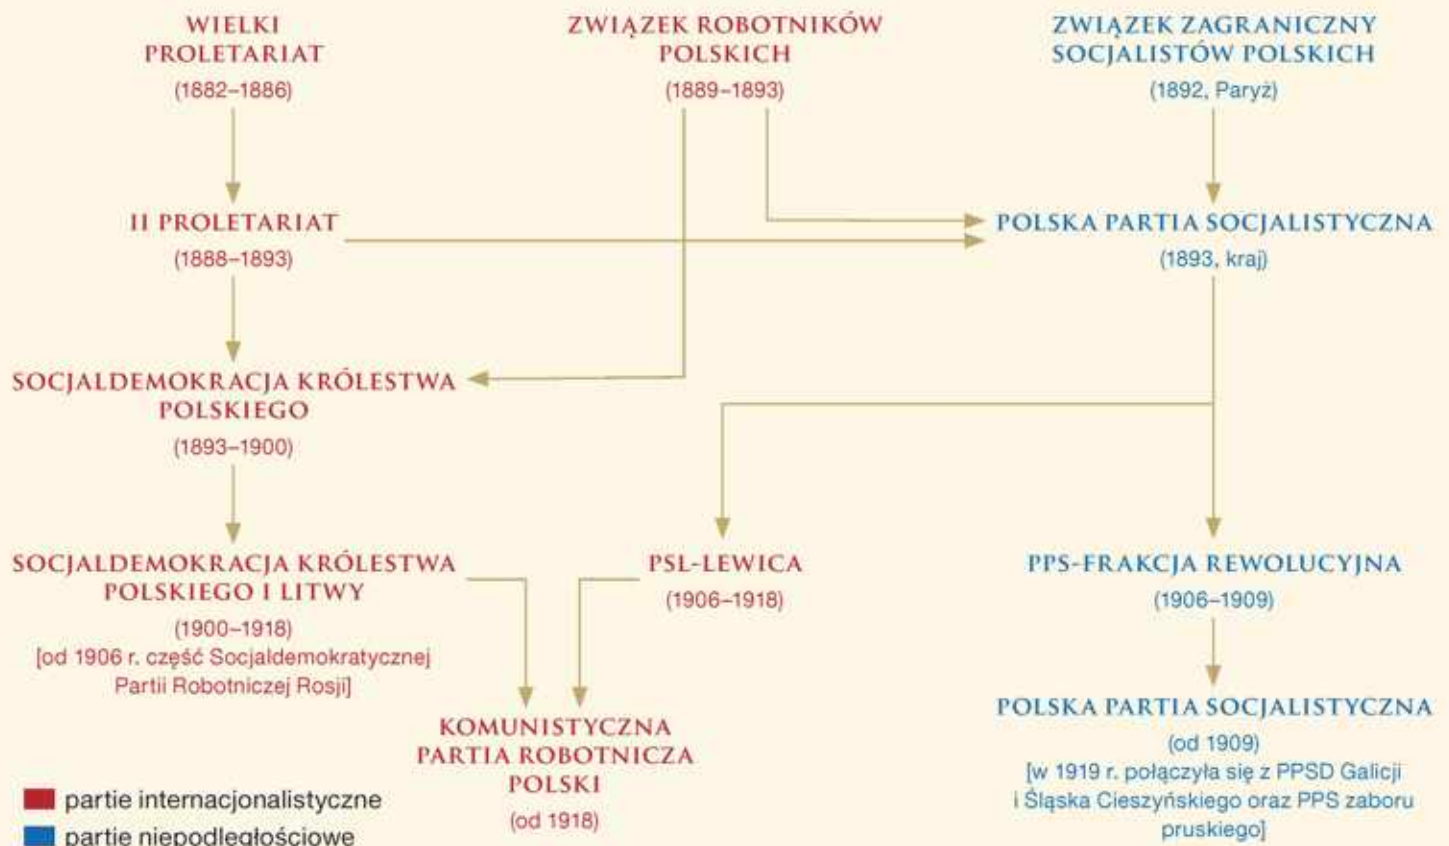 WIELKI
PROLETARIAT
(1882–1886)
ZWIĄZEK ROBOTNIKÓW
POLSKICH
(1889–1893)
ZWIĄZEK ZAGRANICZNY
SOCJALISTÓW POLSKICH
(1892, Paryż)
II PROLETARIAT
(1888–1893)
POLSKA PARTIA SOCJALISTYCZNA
(1893, kraj)
SOCJALDEMOKRACJA KRÓLESTWA
POLSKIEGO
(1893–1900)
SOCJALDEMOKRACJA KRÓLESTWA
POLSKIEGO I LITWY
(1900–1918)
[od 1906 r. część Socjaldemokratycznej
Partii Robotniczej Rosji]
PSL-LEWICA
(1906–1918)
PPS-FRAKCJA REWOLUCYJNA
(1906–1909)
KOMUNISTYCZNA
PARTIA ROBOTNICZA
POLSKI
(od 1918)
POLSKA PARTIA SOCJALISTYCZNA
(od 1909)
[w 1919 r. połączyła się z PPSD Galicji
i Śląska Cieszyńskiego oraz PPS zaboru
pruskiego]
partie internacjonalistyczne
partie niepodległościowe